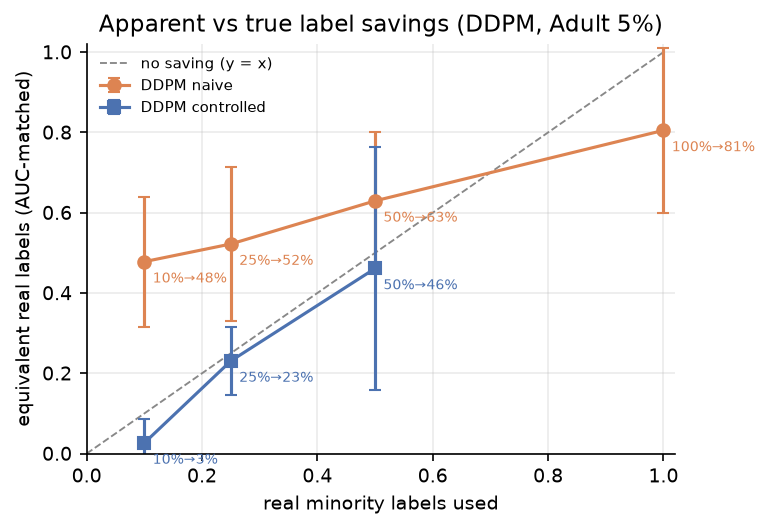 Apparent vs true label savings (DDPM, Adult 5%)
no saving (y = x)
DDPM naive
DDPM controlled
equivalent real labels (AUC-matched)
1.0
0.8
0.6
0.4
0.2
0.0
10%→48%
25%→52%
50%→63%
100%→81%
10%→3%
25%→23%
50%→46%
0.0 0.2 0.4 0.6 0.8 1.0
real minority labels used